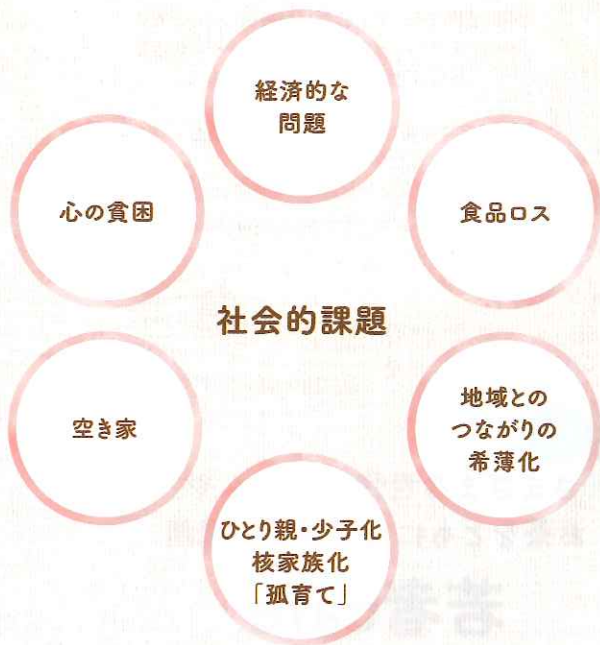 経済的な
問題
心の貧困
食品ロス
社会的課題
空き家
地域との
つながりの
希薄化
ひとり親・少子化
核家族化
「孤育て」